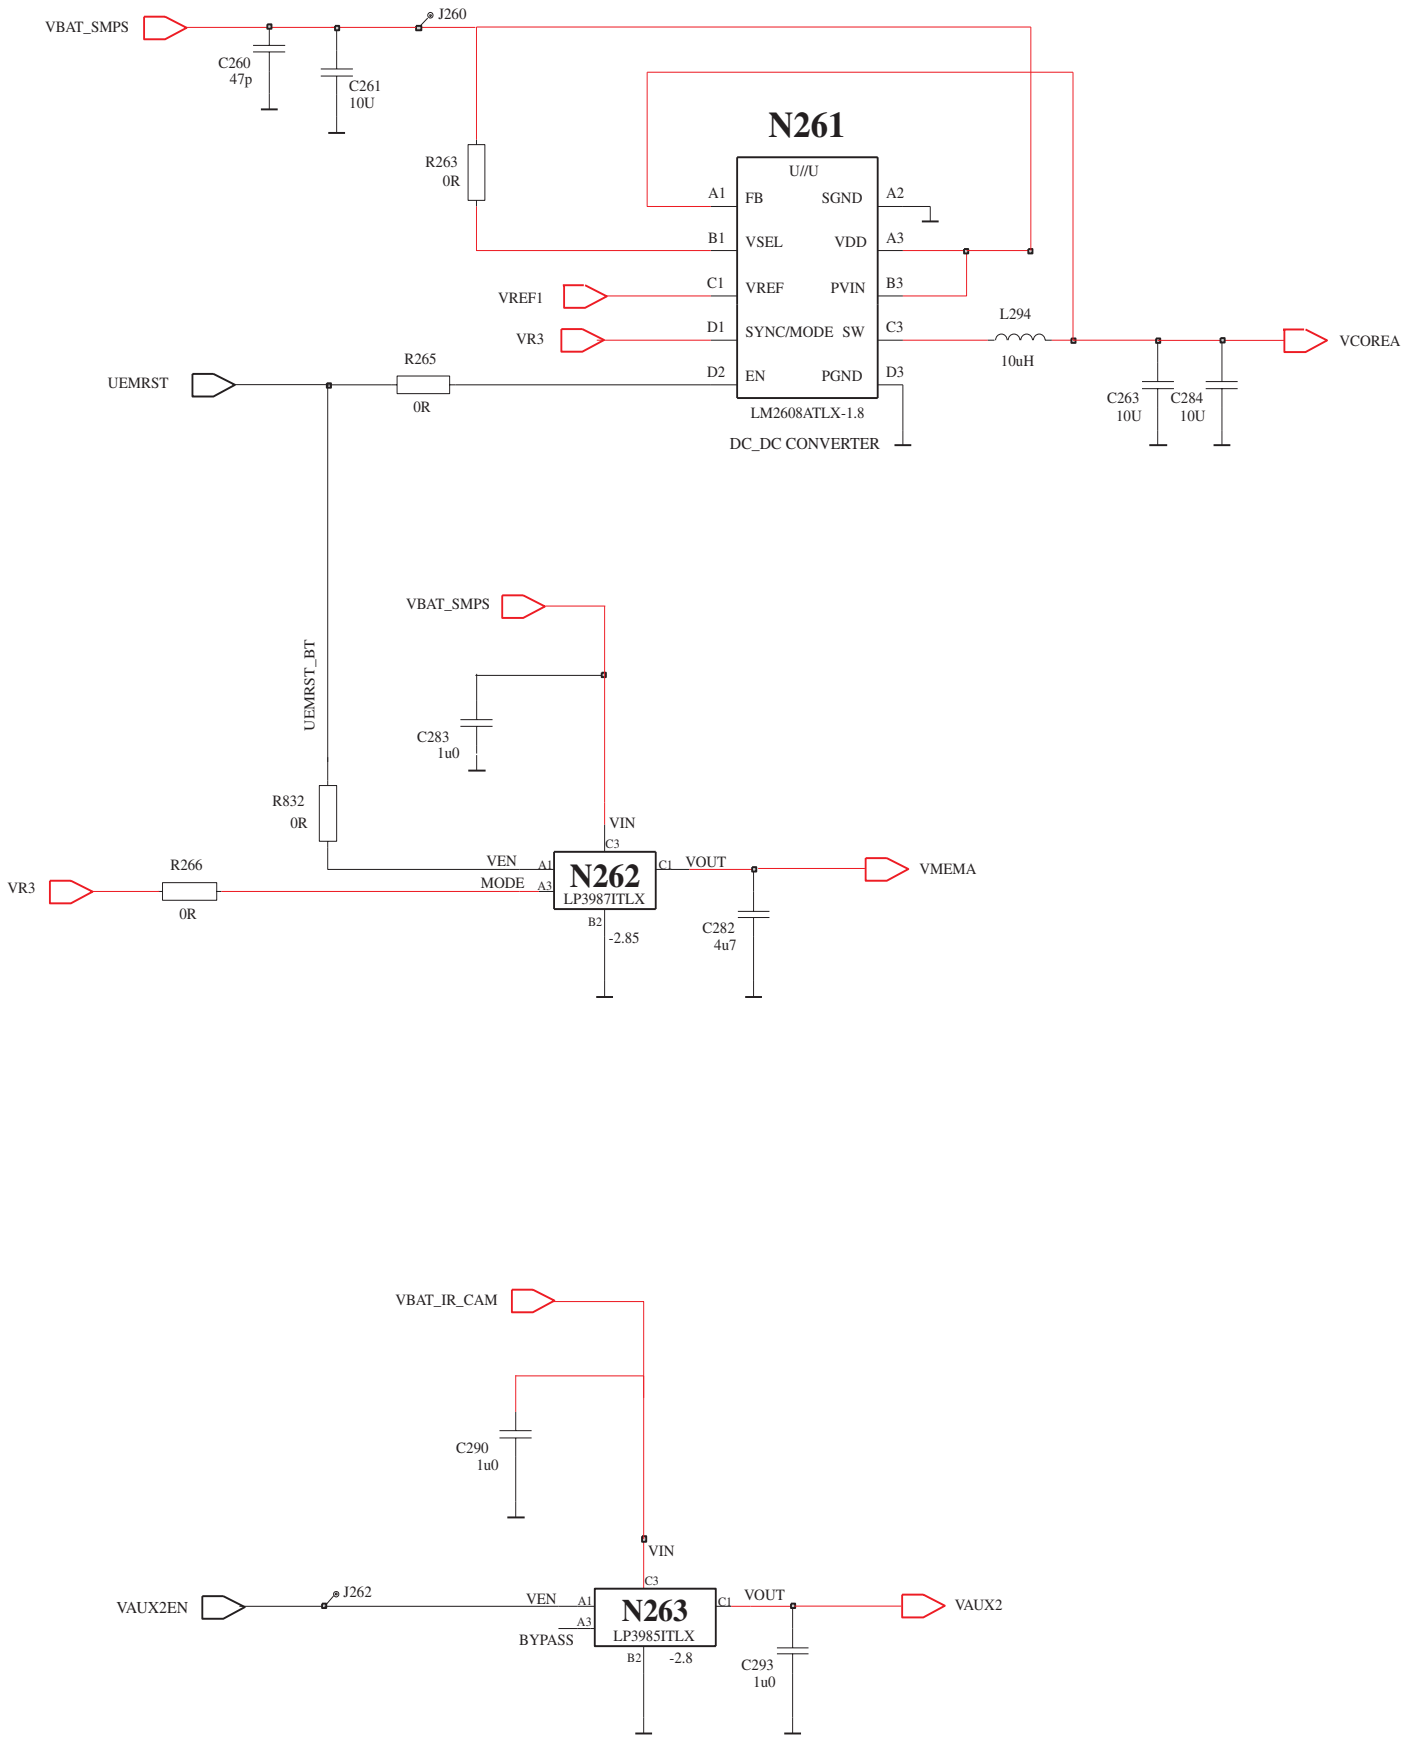 VBAT_SMPS
J260
C260
47p
C261
10U
N261
R263
0R
U//U
A1
FB
SGND
A2
B1
VSEL
VDD
A3
VREF1
C1
VREF
PVIN
B3
VR3
D1
SYNC/MODE
SW
C3
L294
10uH
VCOREA
UEMRST
R265
0R
D2
EN
PGND
D3
C263
10U
C284
10U
LM2608ATLX-1.8
DC_DC CONVERTER
VBAT_SMPS
UEMRST_BT
C283
1u0
R832
0R
VIN
C3
VEN
A1
N262
C1
VOUT
VMEMA
VR3
R266
0R
MODE
A3
LP3987ITLX
B2
-2.85
C282
4u7
VBAT_IR_CAM
C290
1u0
VIN
C3
VAUX2EN
J262
VEN
A1
N263
C1
VOUT
VAUX2
A3
BYPASS
LP3985ITLX
B2
-2.8
C293
1u0